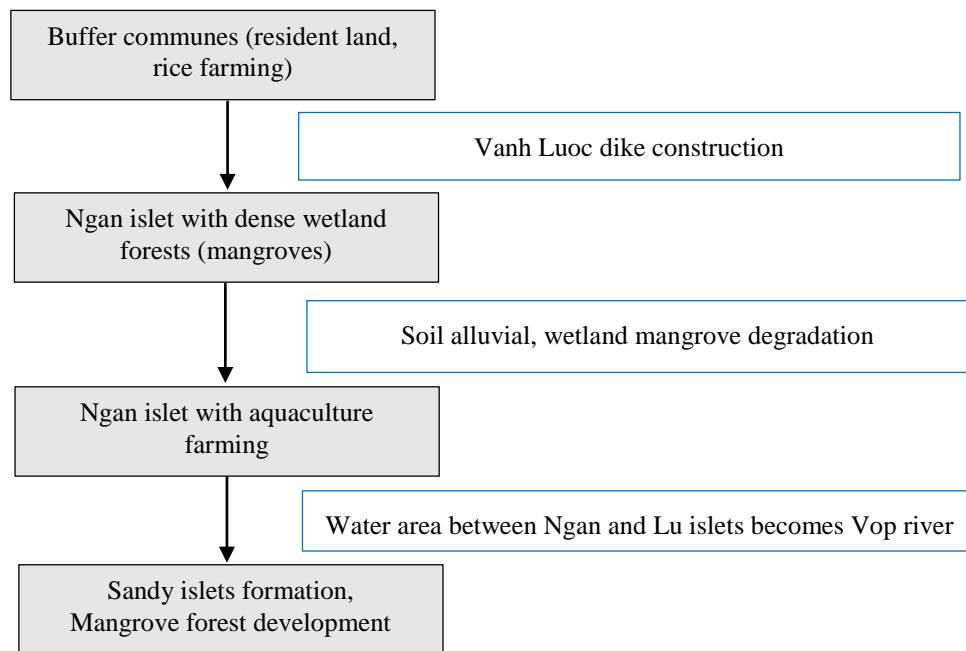 Buffer communes (resident land,
rice farming)
Vanh Luoc dike construction
Ngan islet with dense wetland
forests (mangroves)
Soil alluvial, wetland mangrove degradation
Ngan islet with aquaculture
farming
Water area between Ngan and Lu islets becomes Vop river
Sandy islets formation,
Mangrove forest development